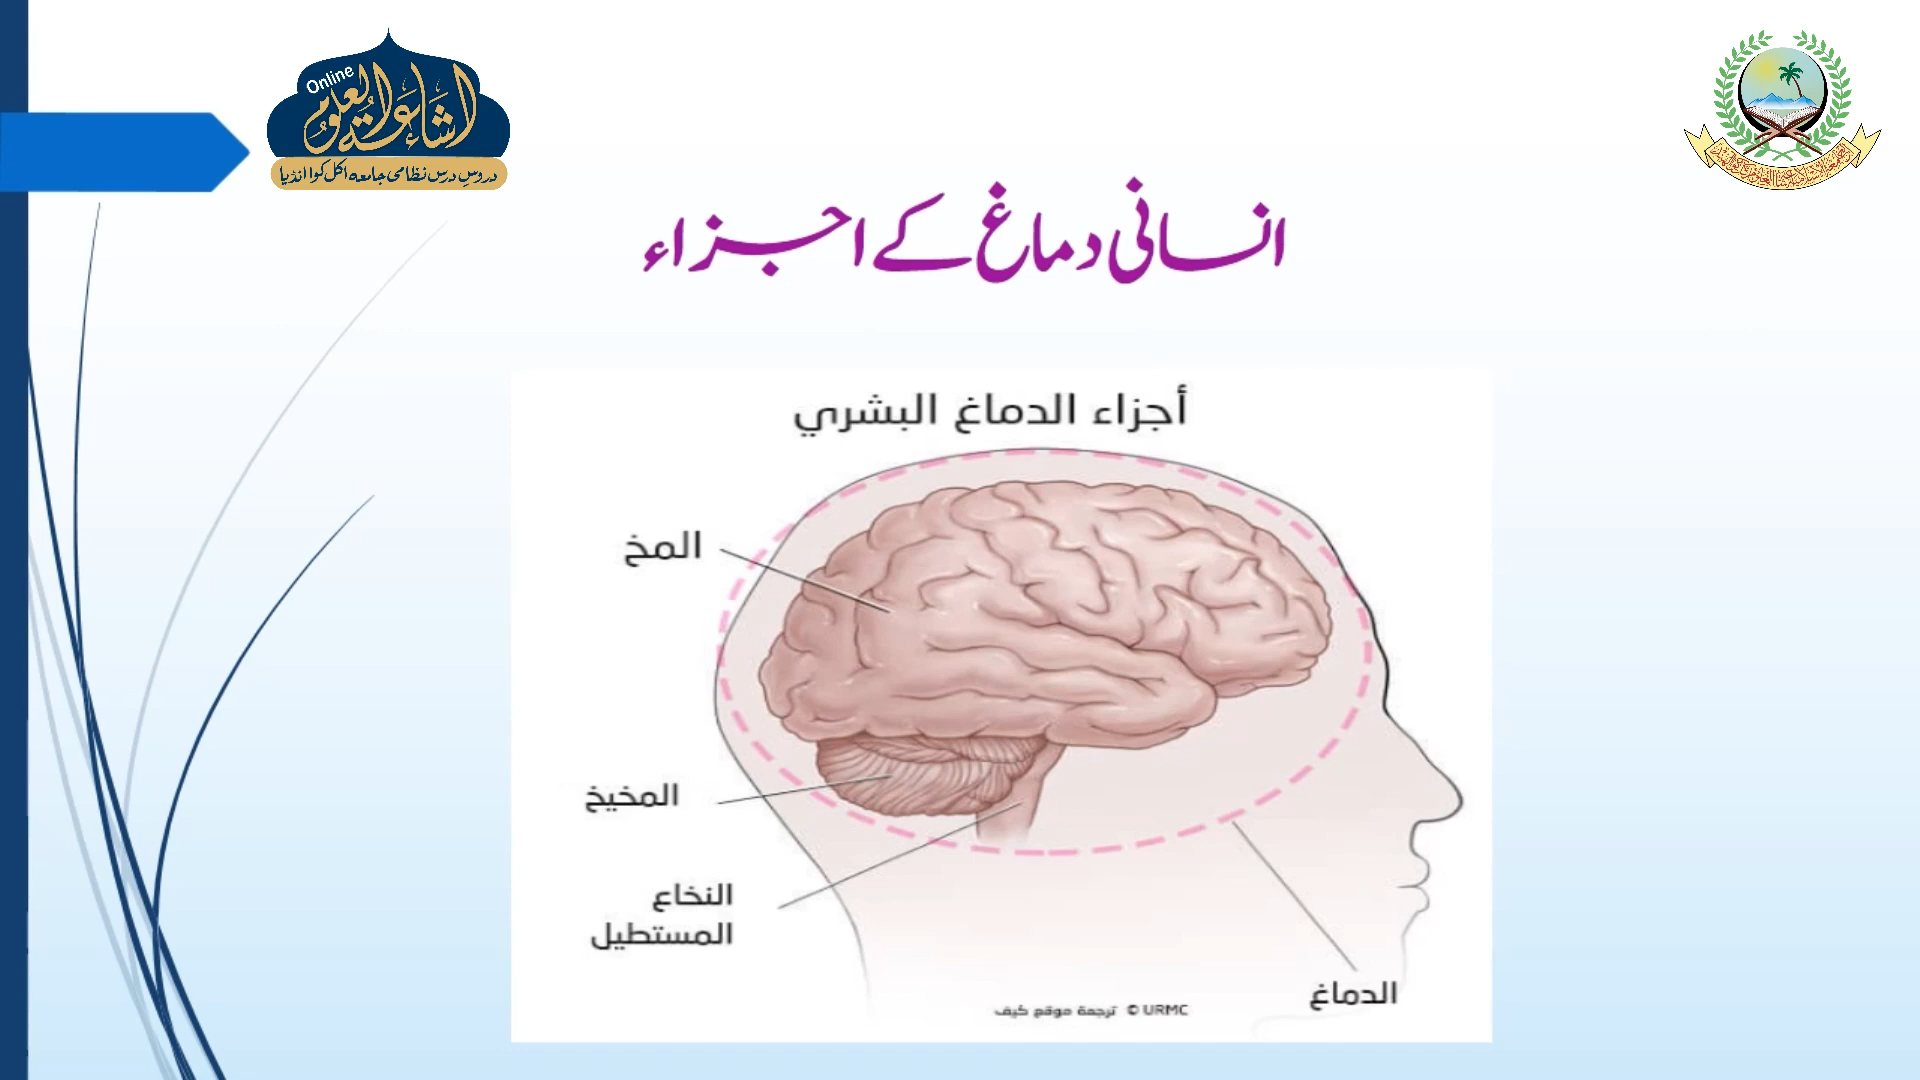 Online
اشاعۃ العلوم
دروسِ درس نظامی جامعہ اکل کوا انڈیا
انسانی دماغ کے اجزاء
أجزاء الدماغ البشري
المخ
المخيخ
النخاع
المستطيل
الدماغ
ترجمة موقع كيف © URMC